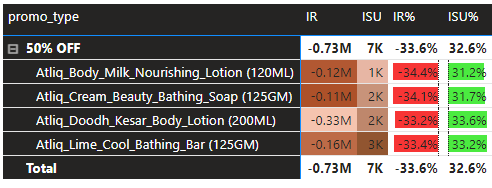 promo_type IR ISU IR% ISU%
50% OFF -0.73M 7K -33.6% 32.6%
Atliq_Body_Milk_Nourishing_Lotion (120ML) -0.12M 1K -34.4% 31.2%
Atliq_Cream_Beauty_Bathing_Soap (125GM) -0.11M 2K -34.1% 31.7%
Atliq_Doodh_Kesar_Body_Lotion (200ML) -0.33M 2K -33.2% 33.6%
Atliq_Lime_Cool_Bathing_Bar (125GM) -0.16M 3K -33.4% 33.2%
Total -0.73M 7K -33.6% 32.6%